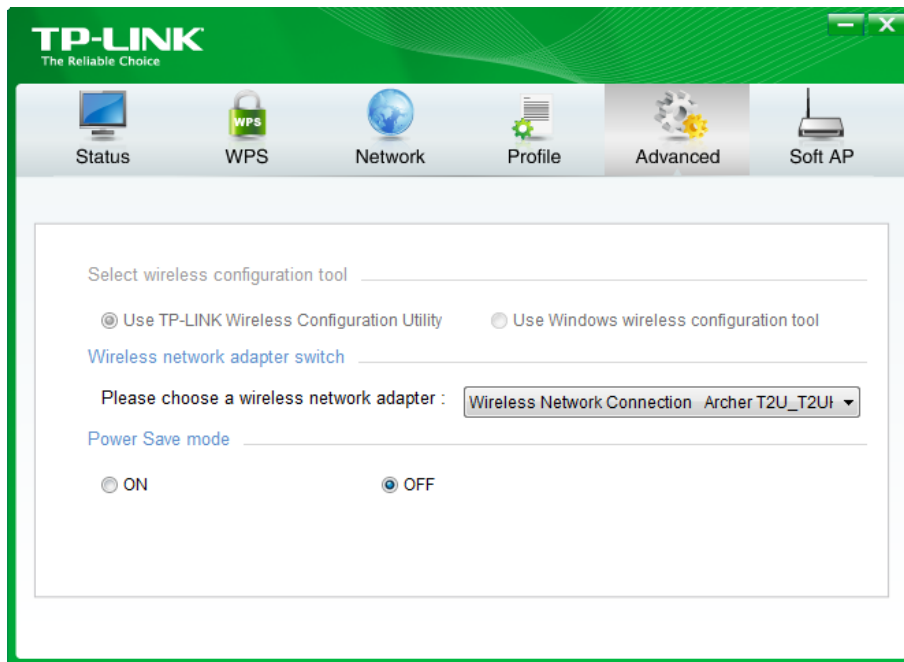 TP-LINK
The Reliable Choice
WPS
Status WPS Network Profile Advanced Soft AP
Select wireless configuration tool
Use TP-LINK Wireless Configuration Utility Use Windows wireless configuration tool
Wireless network adapter switch
Please choose a wireless network adapter : Wireless Network Connection Archer
Power Save mode
ON OFF